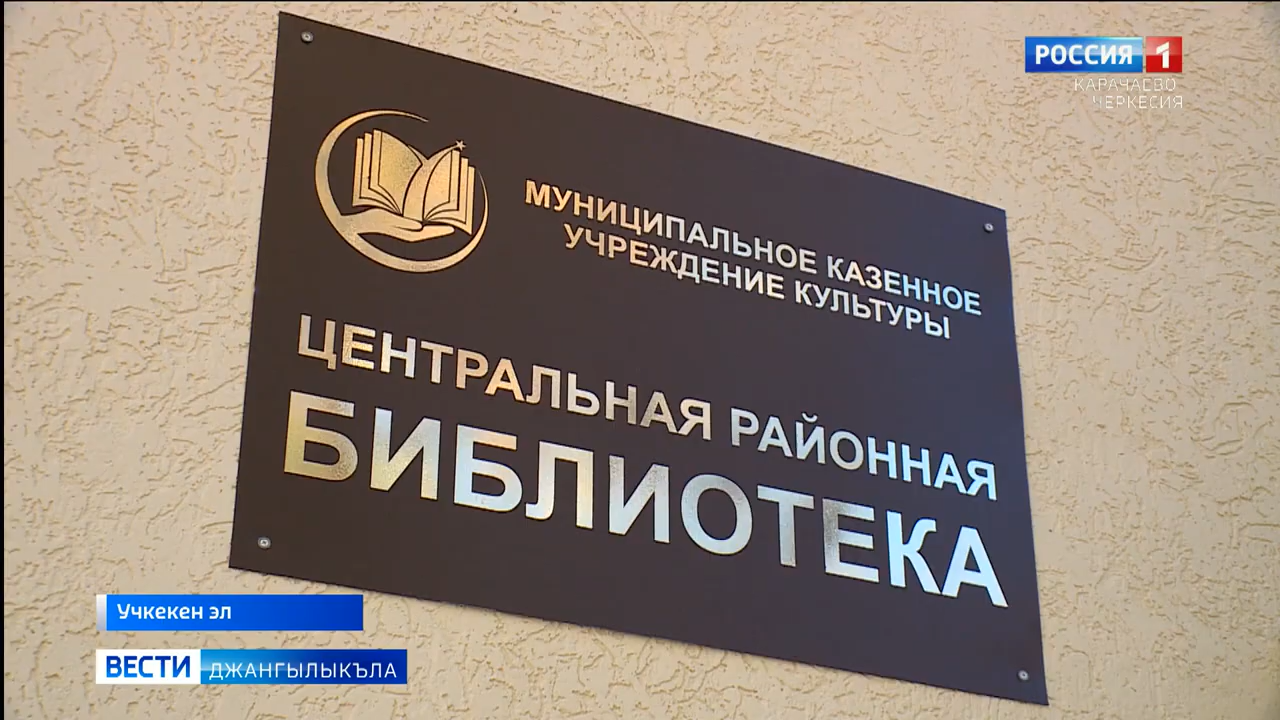 РОССИЯ 1
КАРАЧАЕВО
ЧЕРКЕСИЯ
МУНИЦИПАЛЬНОЕ КАЗЕННОЕ
УЧРЕЖДЕНИЕ КУЛЬТУРЫ
ЦЕНТРАЛЬНАЯ РАЙОННАЯ
БИБЛИОТЕКА
Учкекен эл
ВЕСТИ ДЖАНГЫЛЫКЪЛА